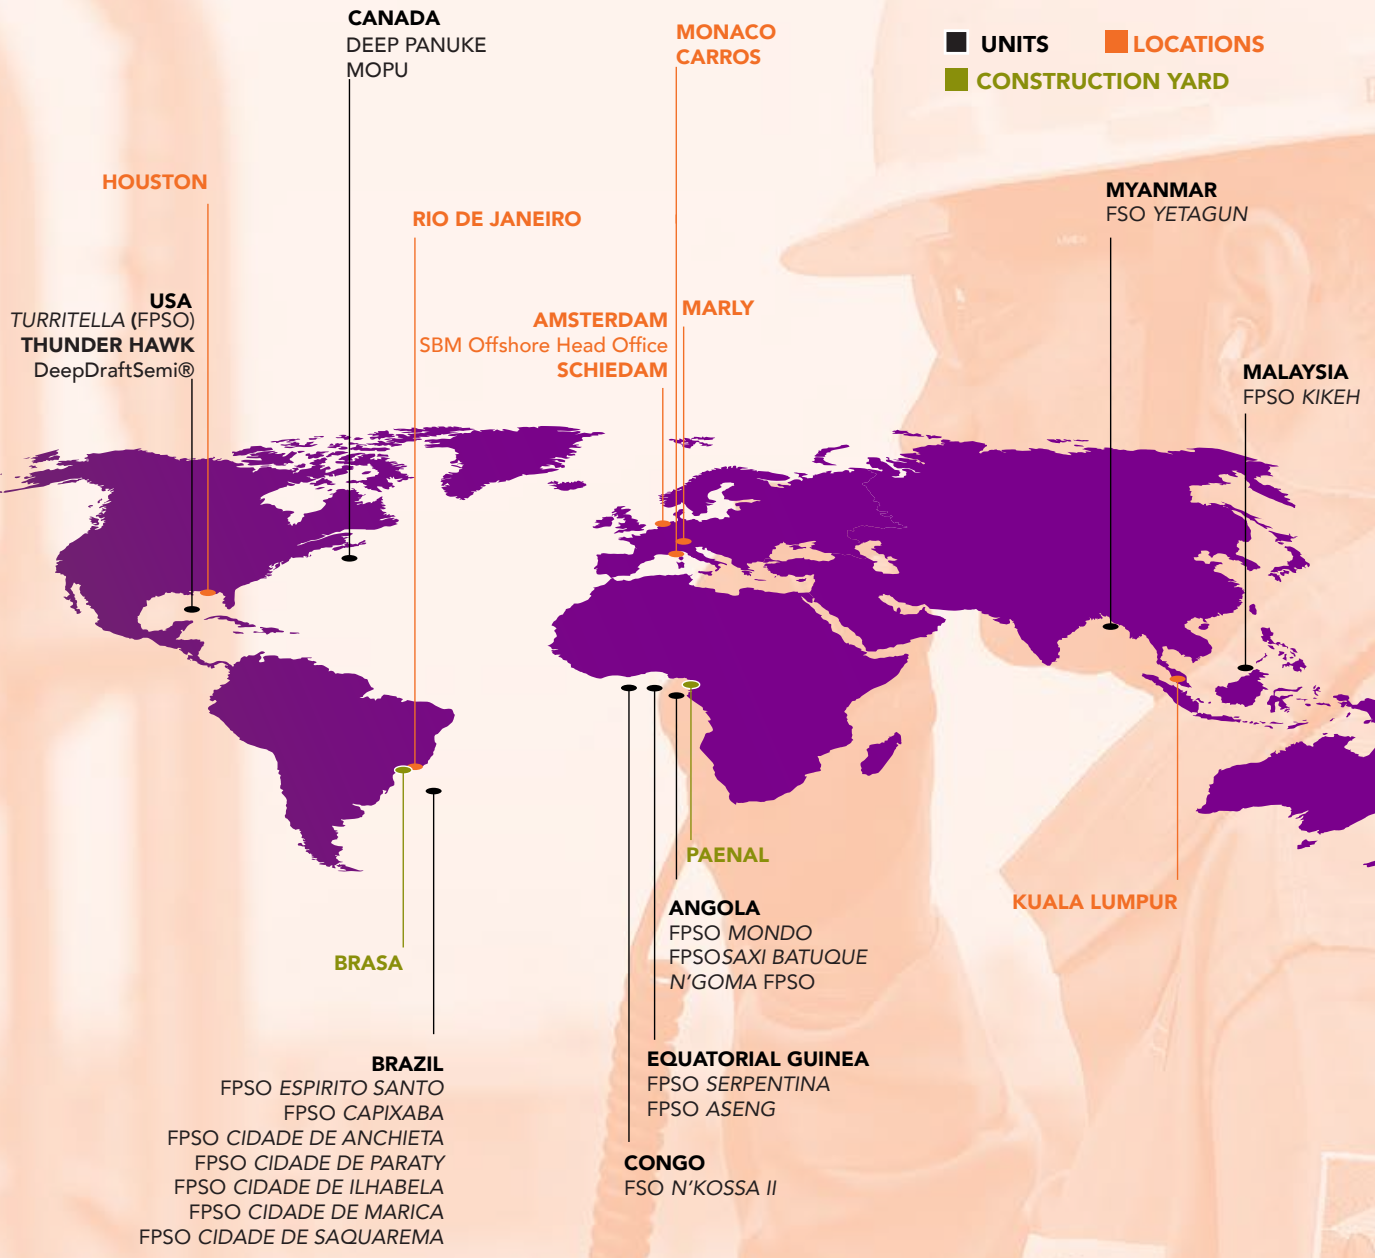 CANADA
DEEP PANUKE
MOPU
MONACO
CARROS
UNITS
LOCATIONS
CONSTRUCTION YARD
HOUSTON
RIO DE JANEIRO
MYANMAR
FSO YETAGUN
USA
TURRITELLA (FPSO)
THUNDER HAWK
DeepDraftSemi®
AMSTERDAM
SBM Offshore Head Office
SCHIEDAM
MARLY
MALAYSIA
FPSO KIKEH
PAENAL
ANGOLA
FPSO MONDO
FPSOSAXI BATUQUE
N'GOMA FPSO
KUALA LUMPUR
BRASA
BRAZIL
FPSO ESPIRITO SANTO
FPSO CAPIXABA
FPSO CIDADE DE ANCHIETA
FPSO CIDADE DE PARATY
FPSO CIDADE DE ILHABELA
FPSO CIDADE DE MARICA
FPSO CIDADE DE SAQUAREMA
EQUATORIAL GUINEA
FPSO SERPENTINA
FPSO ASENG
CONGO
FSO N'KOSSA II